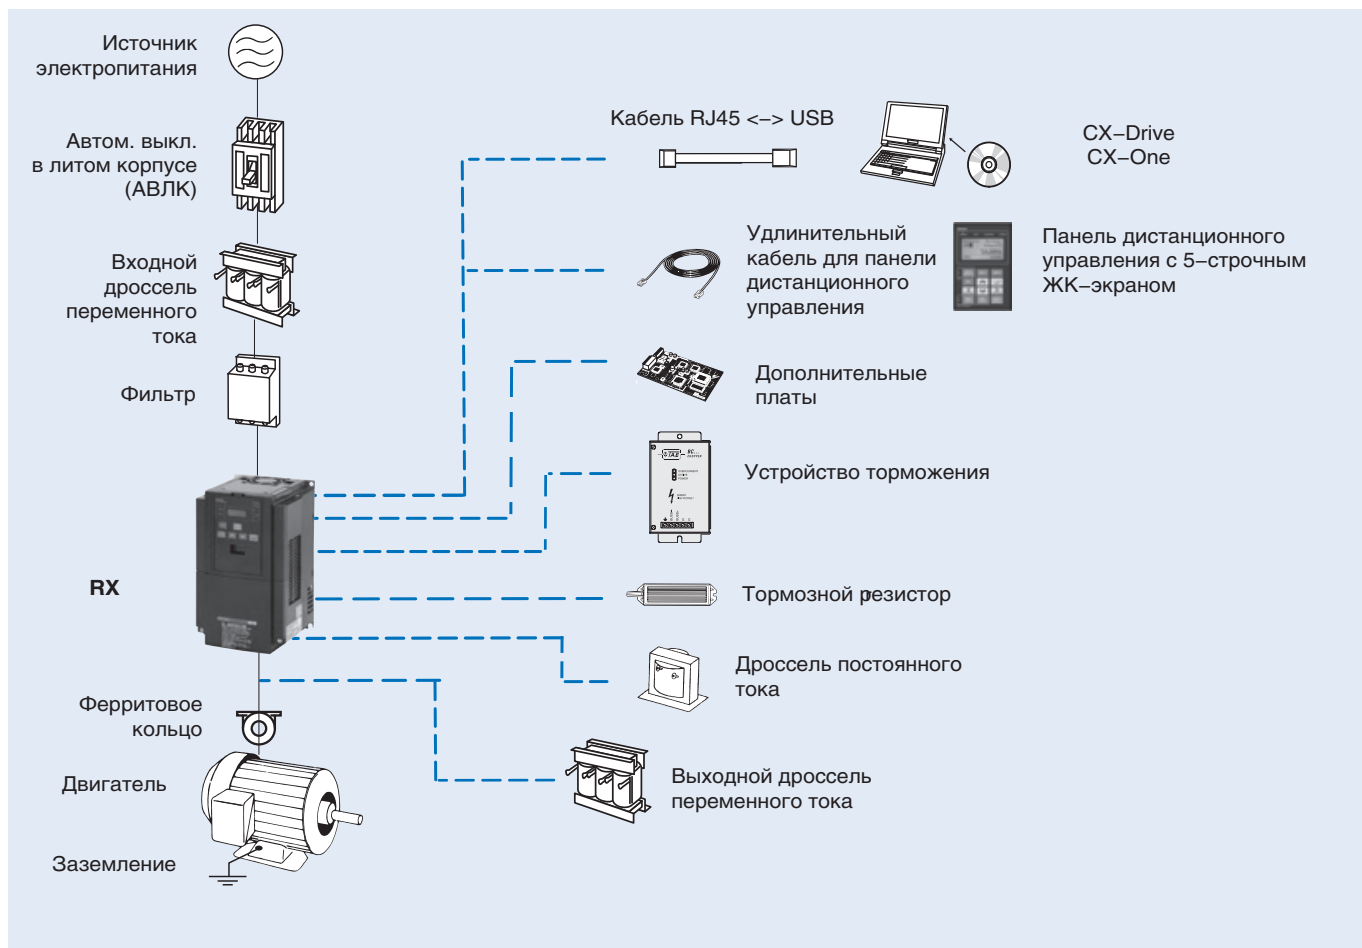 Источник
электропитания
Автом. выкл.
в литом корпусе
(АВЛК)
Входной
дроссель
переменного
тока
Фильтр
RX
Ферритовое
кольцо
Двигатель
Заземление
Кабель RJ45 <–> USB
CX–Drive
CX–One
Удлинительный
кабель для панели
дистанционного
управления
Панель дистанционного
управления с 5–строчным
ЖК–экраном
Дополнительные
платы
Устройство торможения
Тормозной резистор
Дроссель постоянного
тока
Выходной дроссель
переменного тока